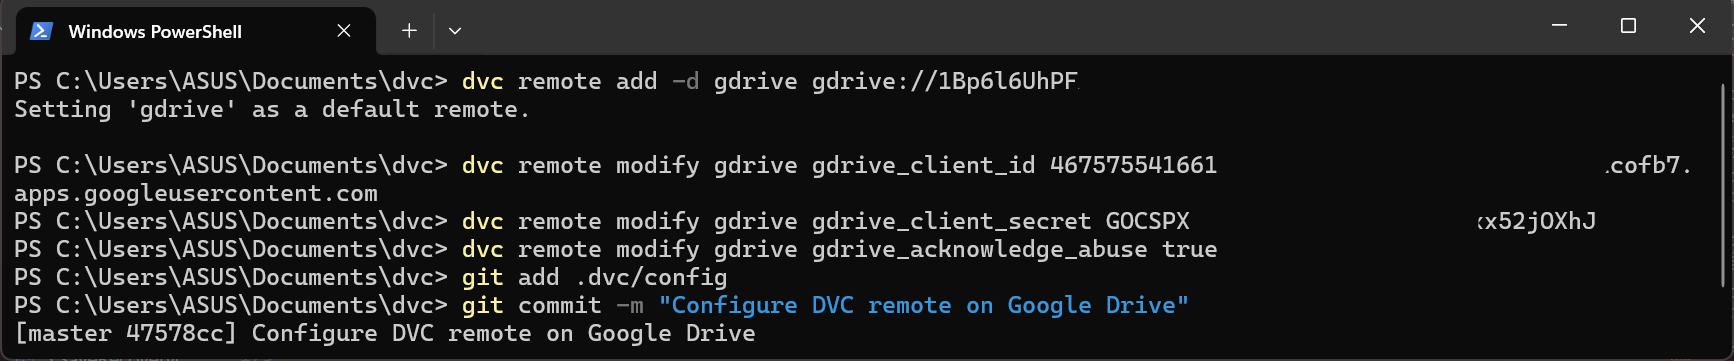 Windows PowerShell
PS C:\Users\ASUS\Documents\dvc> dvc remote add -d gdrive gdrive://1Bp6l6UhPF
Setting 'gdrive' as a default remote.
PS C:\Users\ASUS\Documents\dvc> dvc remote modify gdrive gdrive_client_id 467575541661 .cofb7.
apps.googleusercontent.com
PS C:\Users\ASUS\Documents\dvc> dvc remote modify gdrive gdrive_client_secret GOCSPX x52jOXhJ
PS C:\Users\ASUS\Documents\dvc> dvc remote modify gdrive gdrive_acknowledge_abuse true
PS C:\Users\ASUS\Documents\dvc> git add .dvc/config
PS C:\Users\ASUS\Documents\dvc> git commit -m "Configure DVC remote on Google Drive"
[master 47578cc] Configure DVC remote on Google Drive